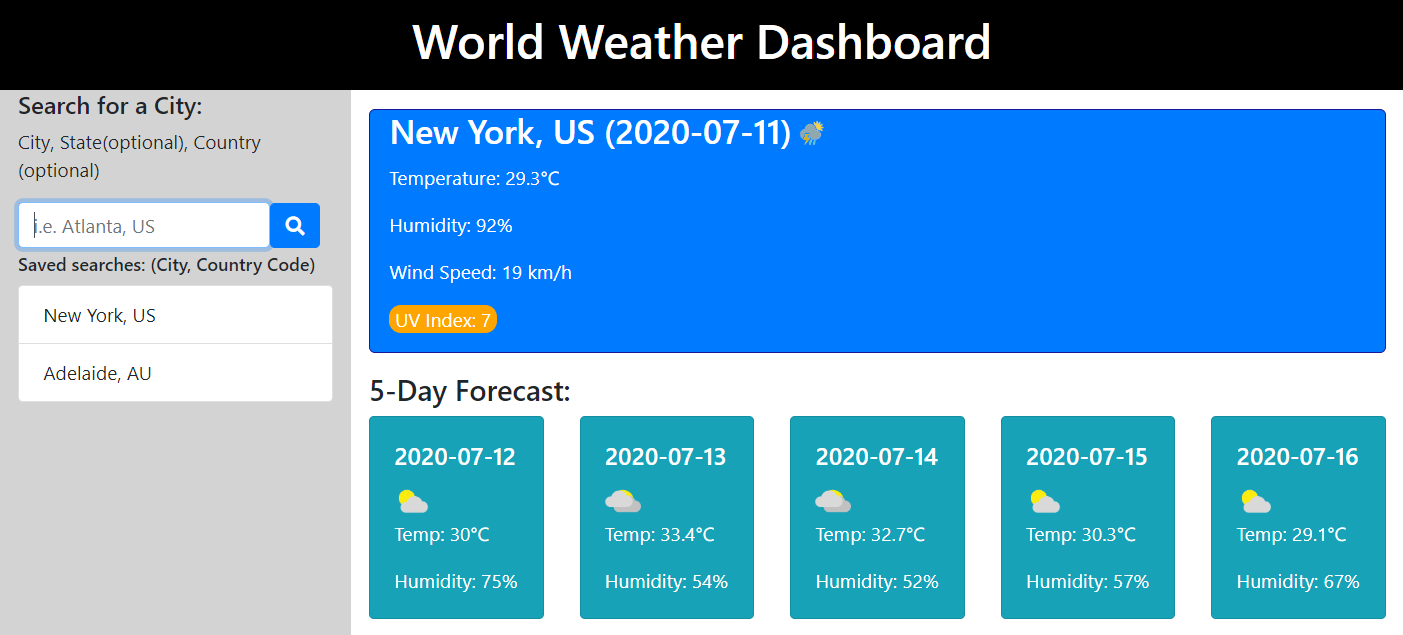 World Weather Dashboard
Search for a City:
City, State(optional), Country
(optional)
i.e. Atlanta, US
Saved searches: (City, Country Code)
New York, US
Adelaide, AU
New York, US (2020-07-11)
Temperature: 29.3°C
Humidity: 92%
Wind Speed: 19 km/h
UV Index: 7
5-Day Forecast:
2020-07-12
Temp: 30°C
Humidity: 75%
2020-07-13
Temp: 33.4°C
Humidity: 54%
2020-07-14
Temp: 32.7°C
Humidity: 52%
2020-07-15
Temp: 30.3°C
Humidity: 57%
2020-07-16
Temp: 29.1°C
Humidity: 67%